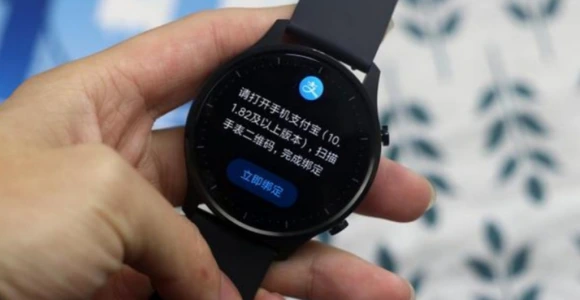 支
请打开手机支付宝（10.
1.82及以上版本），扫描
手表二维码，完成绑定
立即绑定